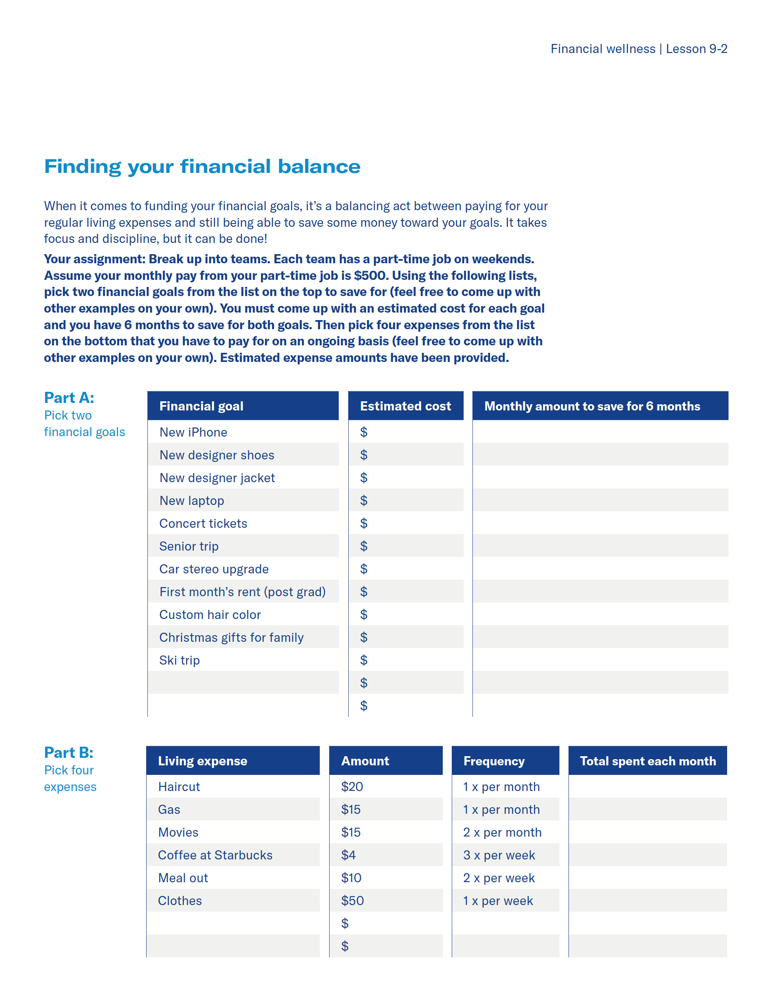 Financial wellness | Lesson 9-2
Finding your financial balance
When it comes to funding your financial goals, it’s a balancing act between paying for your
regular living expenses and still being able to save some money toward your goals. It takes
focus and discipline, but it can be done!
Your assignment: Break up into teams. Each team has a part-time job on weekends.
Assume your monthly pay from your part-time job is $500. Using the following lists,
pick two financial goals from the list on the top to save for (feel free to come up with
other examples on your own). You must come up with an estimated cost for each goal
and you have 6 months to save for both goals. Then pick four expenses from the list
on the bottom that you have to pay for on an ongoing basis (feel free to come up with
other examples on your own). Estimated expense amounts have been provided.
Part A:
Pick two
financial goals
Financial goal Estimated cost Monthly amount to save for 6 months
New iPhone $
New designer shoes $
New designer jacket $
New laptop $
Concert tickets $
Senior trip $
Car stereo upgrade $
First month’s rent (post grad) $
Custom hair color $
Christmas gifts for family $
Ski trip $
$
$
Part B:
Pick four
expenses
Living expense Amount Frequency Total spent each month
Haircut $20 1 x per month
Gas $15 1 x per month
Movies $15 2 x per month
Coffee at Starbucks $4 3 x per week
Meal out $10 2 x per week
Clothes $50 1 x per week
$
$